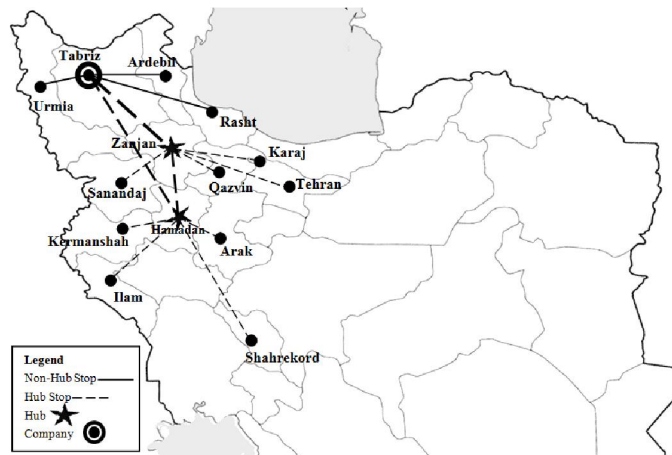 Tabriz
Ardebil
Urmia
Rasht
Zanjan
Karaj
Qazvin
Tehran
Sanandaj
Kermanshah
Hamadan
Arak
Ilam
Shahrekord
Legend
Non-Hub Stop
Hub Stop
Hub
Company